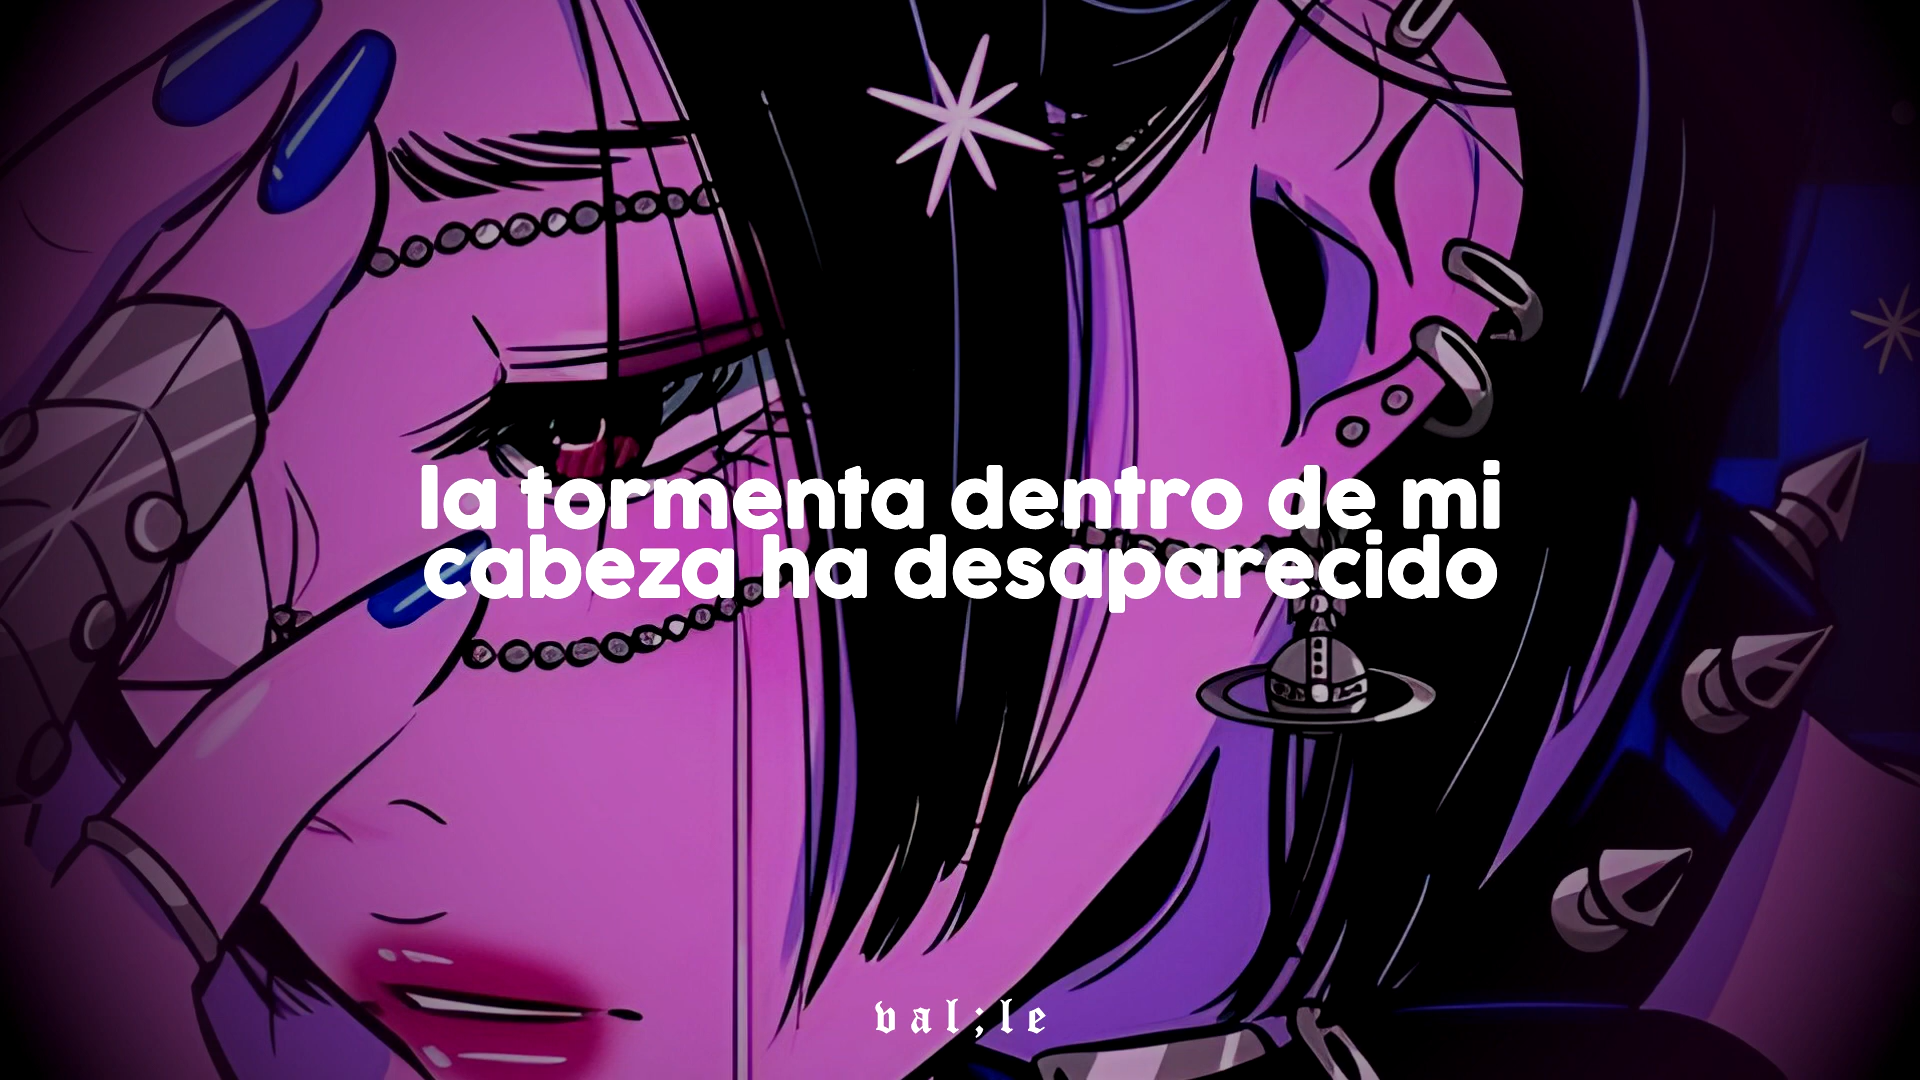 la tormenta dentro de mi
cabeza ha desaparecido
val;le